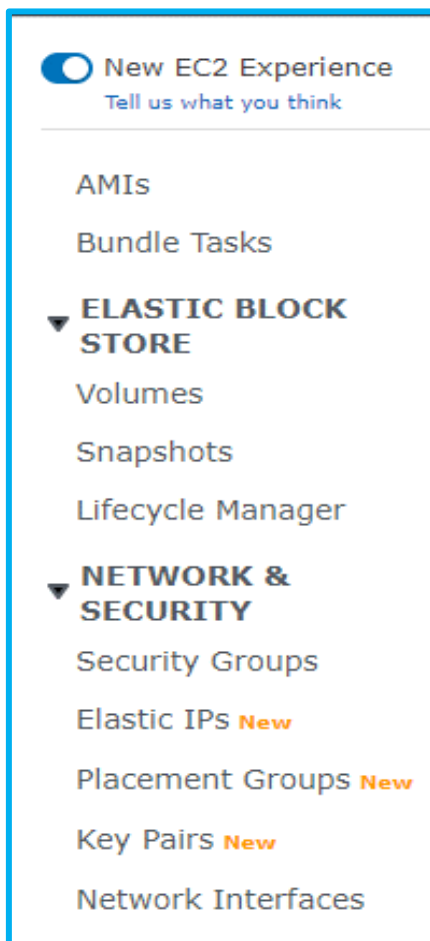 New EC2 Experience
Tell us what you think
AMIs
Bundle Tasks
ELASTIC BLOCK
STORE
Volumes
Snapshots
Lifecycle Manager
NETWORK &
SECURITY
Security Groups
Elastic IPs New
Placement Groups New
Key Pairs New
Network Interfaces